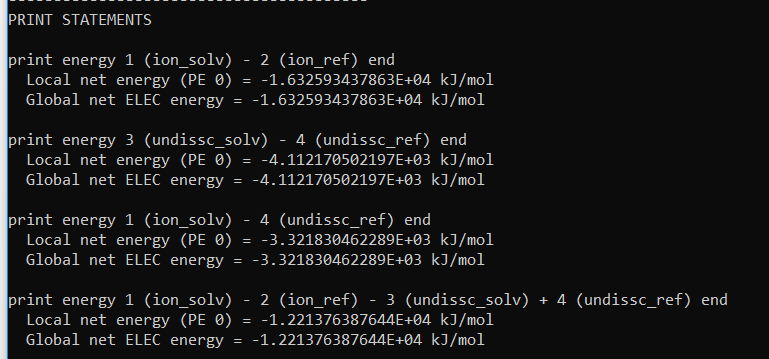 PRINT STATEMENTS
print energy 1 (ion_solv) - 2 (ion_ref) end
Local net energy (PE 0) = -1.632593437863E+04 kJ/mol
Global net ELEC energy = -1.632593437863E+04 kJ/mol
print energy 3 (undissc_solv) - 4 (undissc_ref) end
Local net energy (PE 0) = -4.112170502197E+03 kJ/mol
Global net ELEC energy = -4.112170502197E+03 kJ/mol
print energy 1 (ion_solv) - 4 (undissc_ref) end
Local net energy (PE 0) = -3.321830462289E+03 kJ/mol
Global net ELEC energy = -3.321830462289E+03 kJ/mol
print energy 1 (ion_solv) - 2 (ion_ref) - 3 (undissc_solv) + 4 (undissc_ref) end
Local net energy (PE 0) = -1.221376387644E+04 kJ/mol
Global net ELEC energy = -1.221376387644E+04 kJ/mol